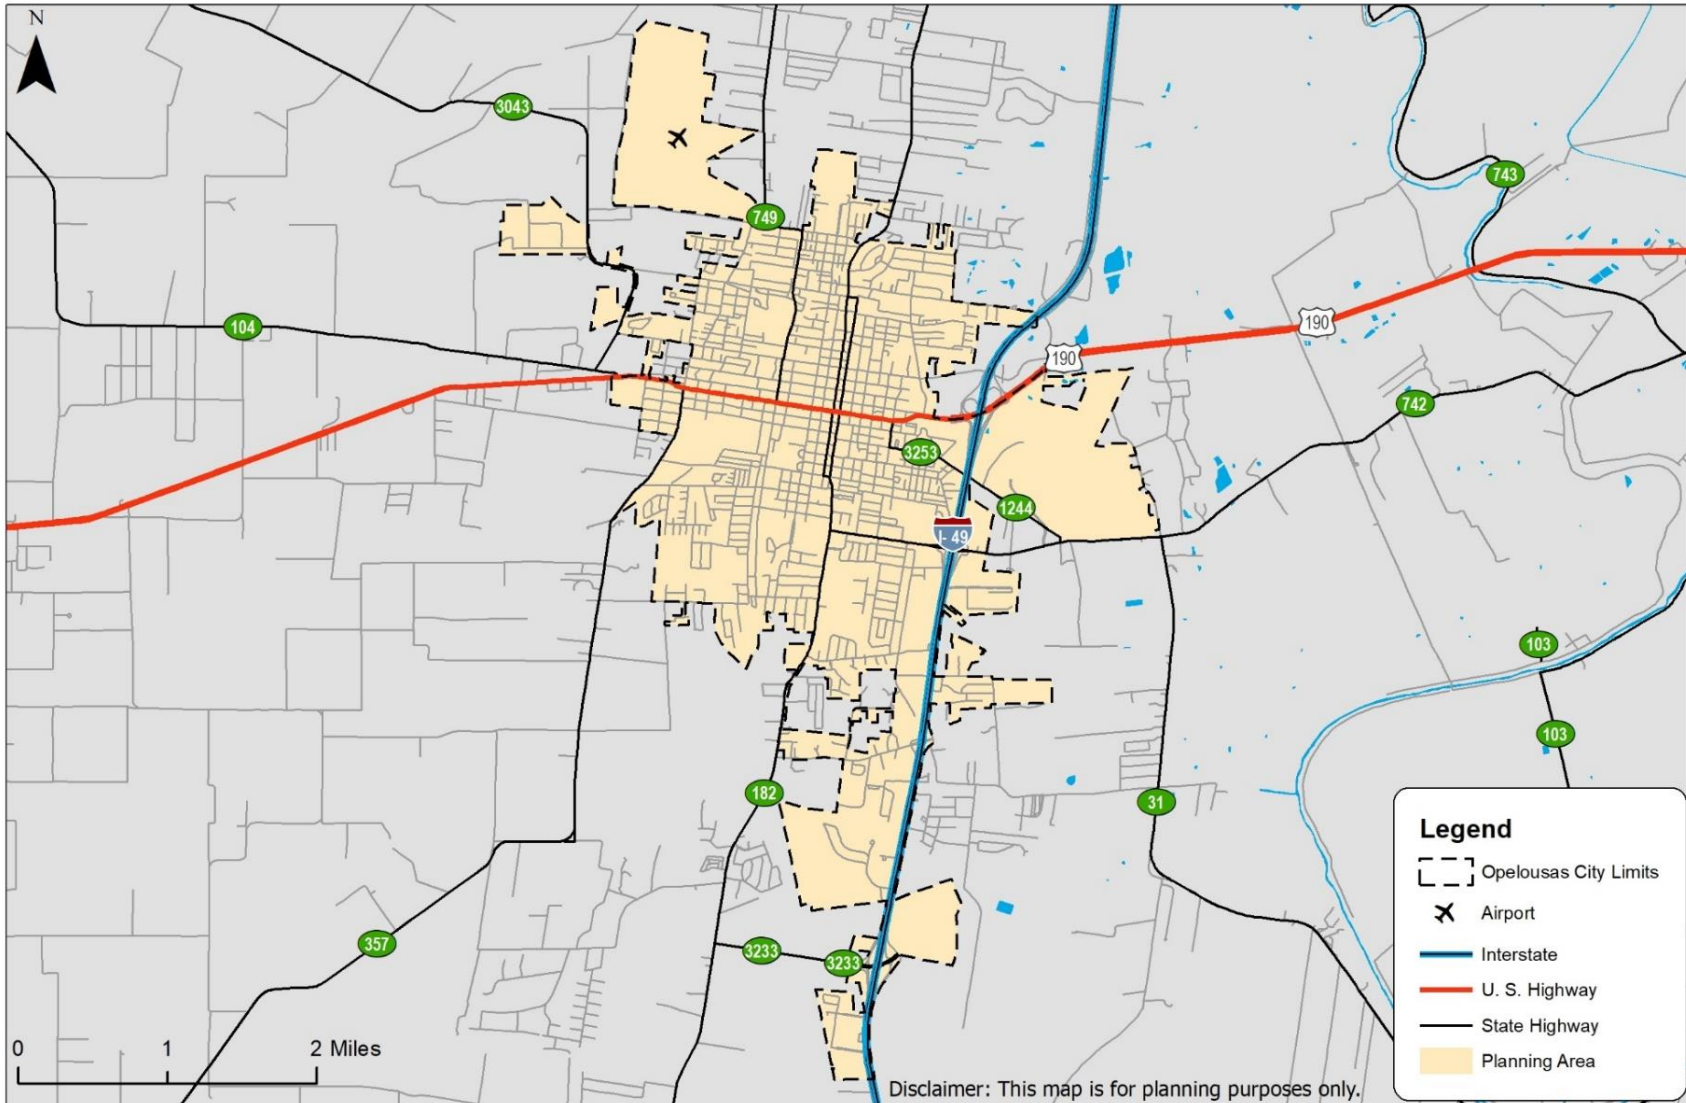 N
3043
743
749
190
104
190
742
3253
1244
I- 49
103
103
182
31
357
3233
3233
Legend
Opelousas City Limits
Airport
Interstate
U. S. Highway
State Highway
Planning Area
0 1 2 Miles
Disclaimer: This map is for planning purposes only.